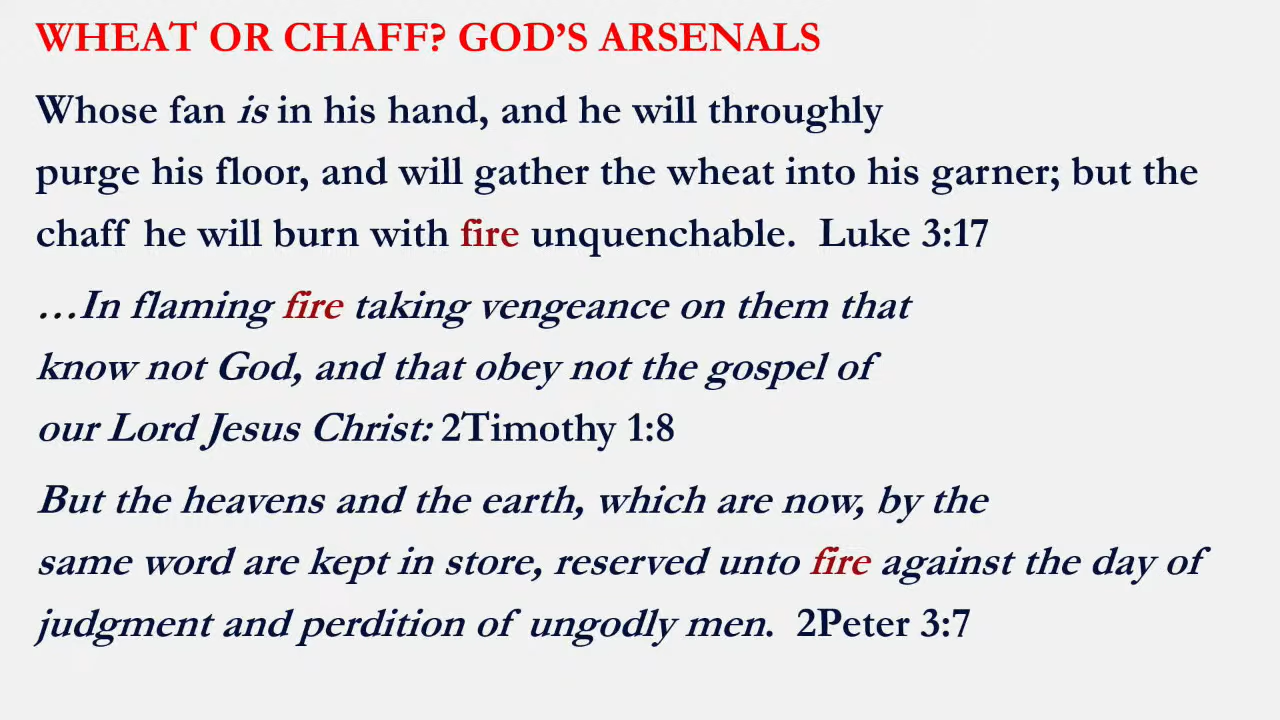 WHEAT OR CHAFF? GOD'S ARSENALS
Whose fan is in his hand, and he will throughly
purge his floor, and will gather the wheat into his garner; but the
chaff he will burn with fire unquenchable. Luke 3:17
…In flaming fire taking vengeance on them that
know not God, and that obey not the gospel of
our Lord Jesus Christ: 2Timothy 1:8
But the heavens and the earth, which are now, by the
same word are kept in store, reserved unto fire against the day of
judgment and perdition of ungodly men. 2Peter 3:7